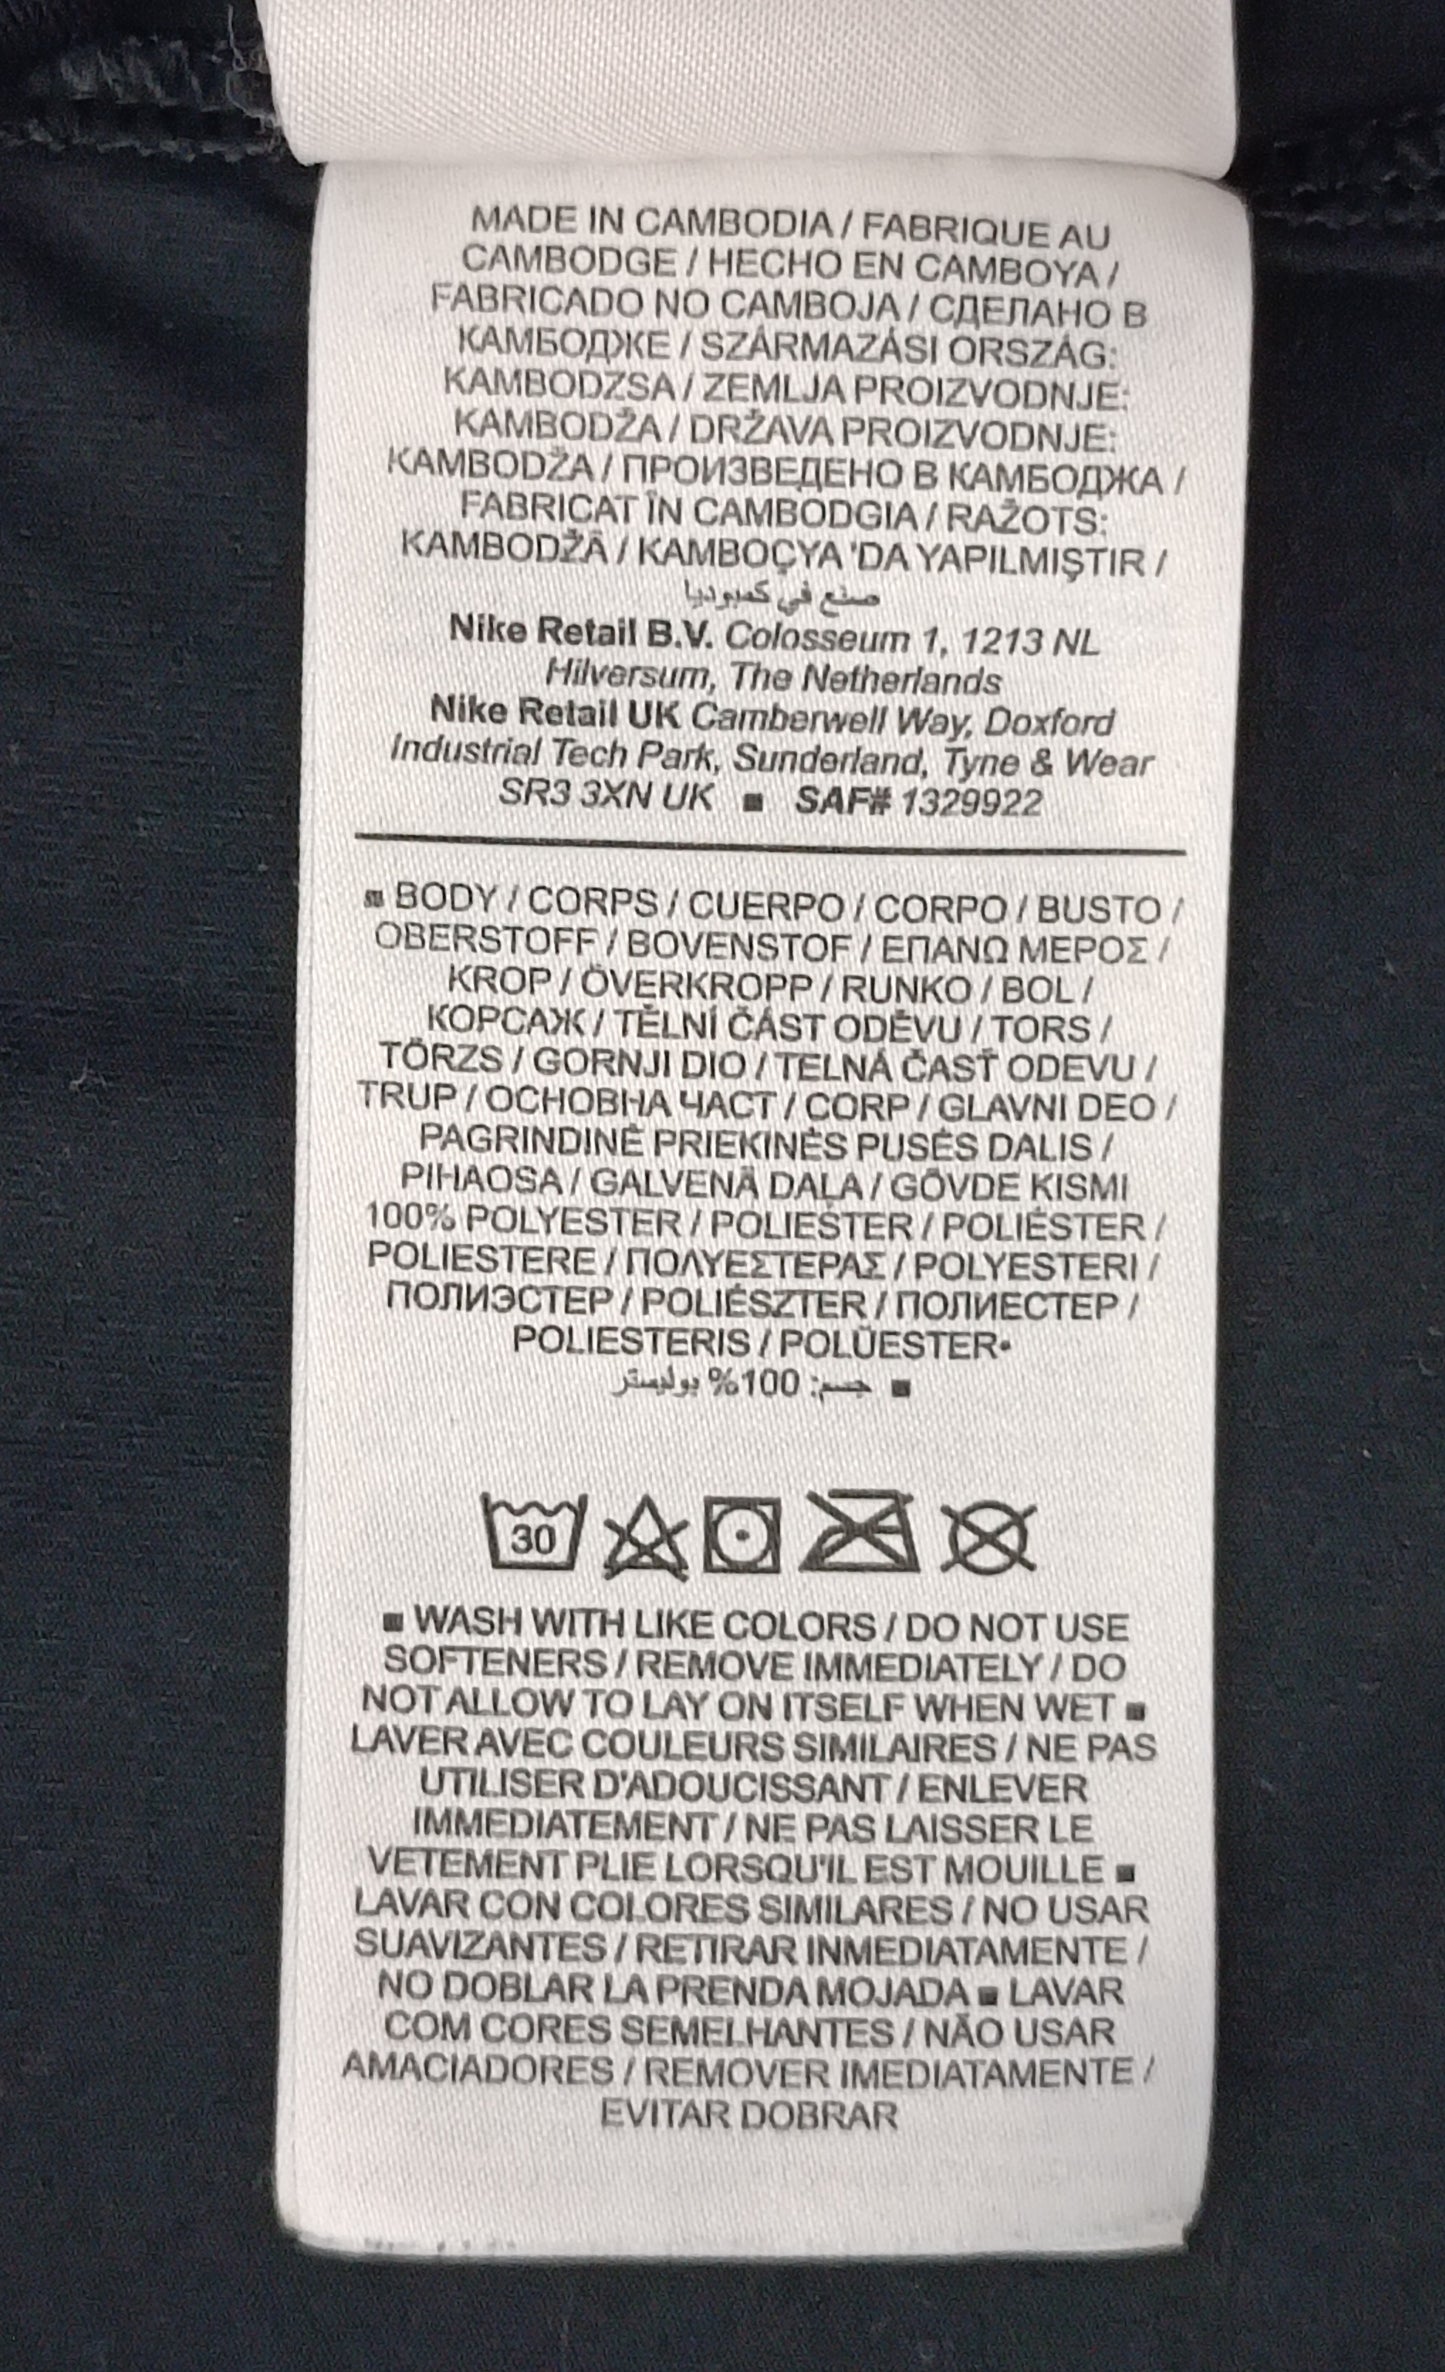 MADE IN CAMBODIA / FABRIQUE AU
CAMBODGE / HECHO EN CAMBOYA /
FABRICADO NO CAMBOJA / СДЕЛАНО В
КАМБОДЖЕ / SZÁRMAZÁSI ORSZÁG:
KAMBODZSA / ZEMLJA PROIZVODNJE:
KAMBODŽA / DRŽAVA PROIZVODNJE:
KAMBODŽA / ПРОИЗВЕДЕНО В КАМБОДЖА /
FABRICAT ÎN CAMBODGIA / RAŽOTS:
KAMBODŽĀ / KAMBOÇYA 'DA YAPILMIŞTIR /
صنع في كمبوديا
Nike Retail B.V. Colosseum 1, 1213 NL
Hilversum, The Netherlands
Nike Retail UK Camberwell Way, Doxford
Industrial Tech Park, Sunderland, Tyne & Wear
SR3 3XN UK ■ SAF# 1329922
■ BODY / CORPS / CUERPO / CORPO / BUSTO /
OBERSTOFF / BOVENSTOF / ΕΠΑΝΩ ΜΕΡΟΣ /
KROP / ÖVERKROPP / RUNKO / BOL /
КОРСАЖ / TĚLNÍ ČÁST ODĚVU / TORS /
TÖRZS / GORNJI DIO / TELNÁ ČASŤ ODEVU /
TRUP / ОСНОВНА ЧАСТ / CORP / GLAVNI DEO /
PAGRINDINĖ PRIEKINĖS PUSĖS DALIS /
PIHAOSA / GALVENĀ DAĻA / GÖVDE KISMI
100% POLYESTER / POLIESTER / POLIÉSTER /
POLIESTERE / ΠΟΛΥΕΣΤΕΡΑΣ / POLYESTERI /
ПОЛИЭСТЕР / POLIÉSZTER / ПОЛИЕСТЕР /
POLIESTERIS / POLÜESTER•
■ جسم: 100% بوليستر
30
■ WASH WITH LIKE COLORS / DO NOT USE
SOFTENERS / REMOVE IMMEDIATELY / DO
NOT ALLOW TO LAY ON ITSELF WHEN WET ■
LAVER AVEC COULEURS SIMILAIRES / NE PAS
UTILISER D'ADOUCISSANT / ENLEVER
IMMEDIATEMENT / NE PAS LAISSER LE
VETEMENT PLIE LORSQU'IL EST MOUILLE ■
LAVAR CON COLORES SIMILARES / NO USAR
SUAVIZANTES / RETIRAR INMEDIATAMENTE /
NO DOBLAR LA PRENDA MOJADA ■ LAVAR
COM CORES SEMELHANTES / NÃO USAR
AMACIADORES / REMOVER IMEDIATAMENTE /
EVITAR DOBRAR